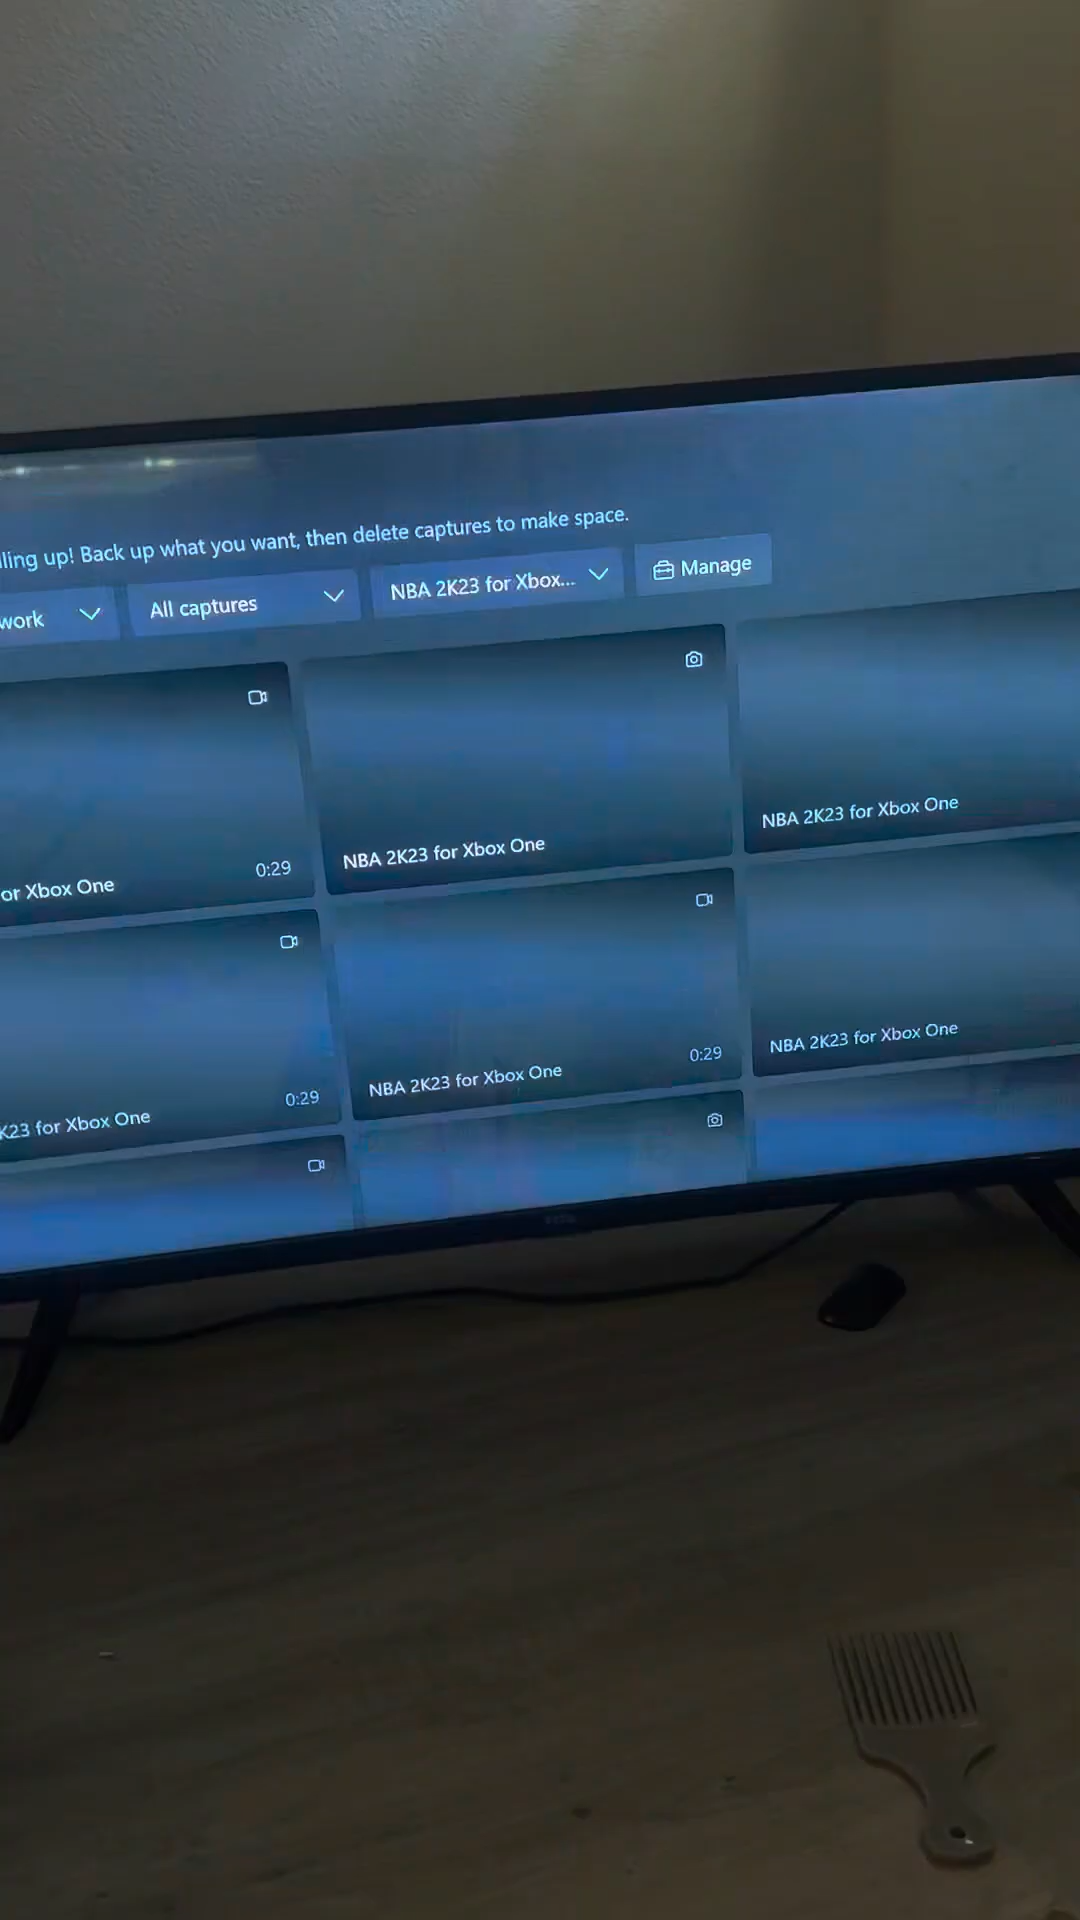 lling up! Back up what you want, then delete captures to make space.
work
All captures
NBA 2K23 for Xbox...
Manage
or Xbox One
0:29
NBA 2K23 for Xbox One
NBA 2K23 for Xbox One
K23 for Xbox One
0:29
NBA 2K23 for Xbox One
0:29
NBA 2K23 for Xbox One